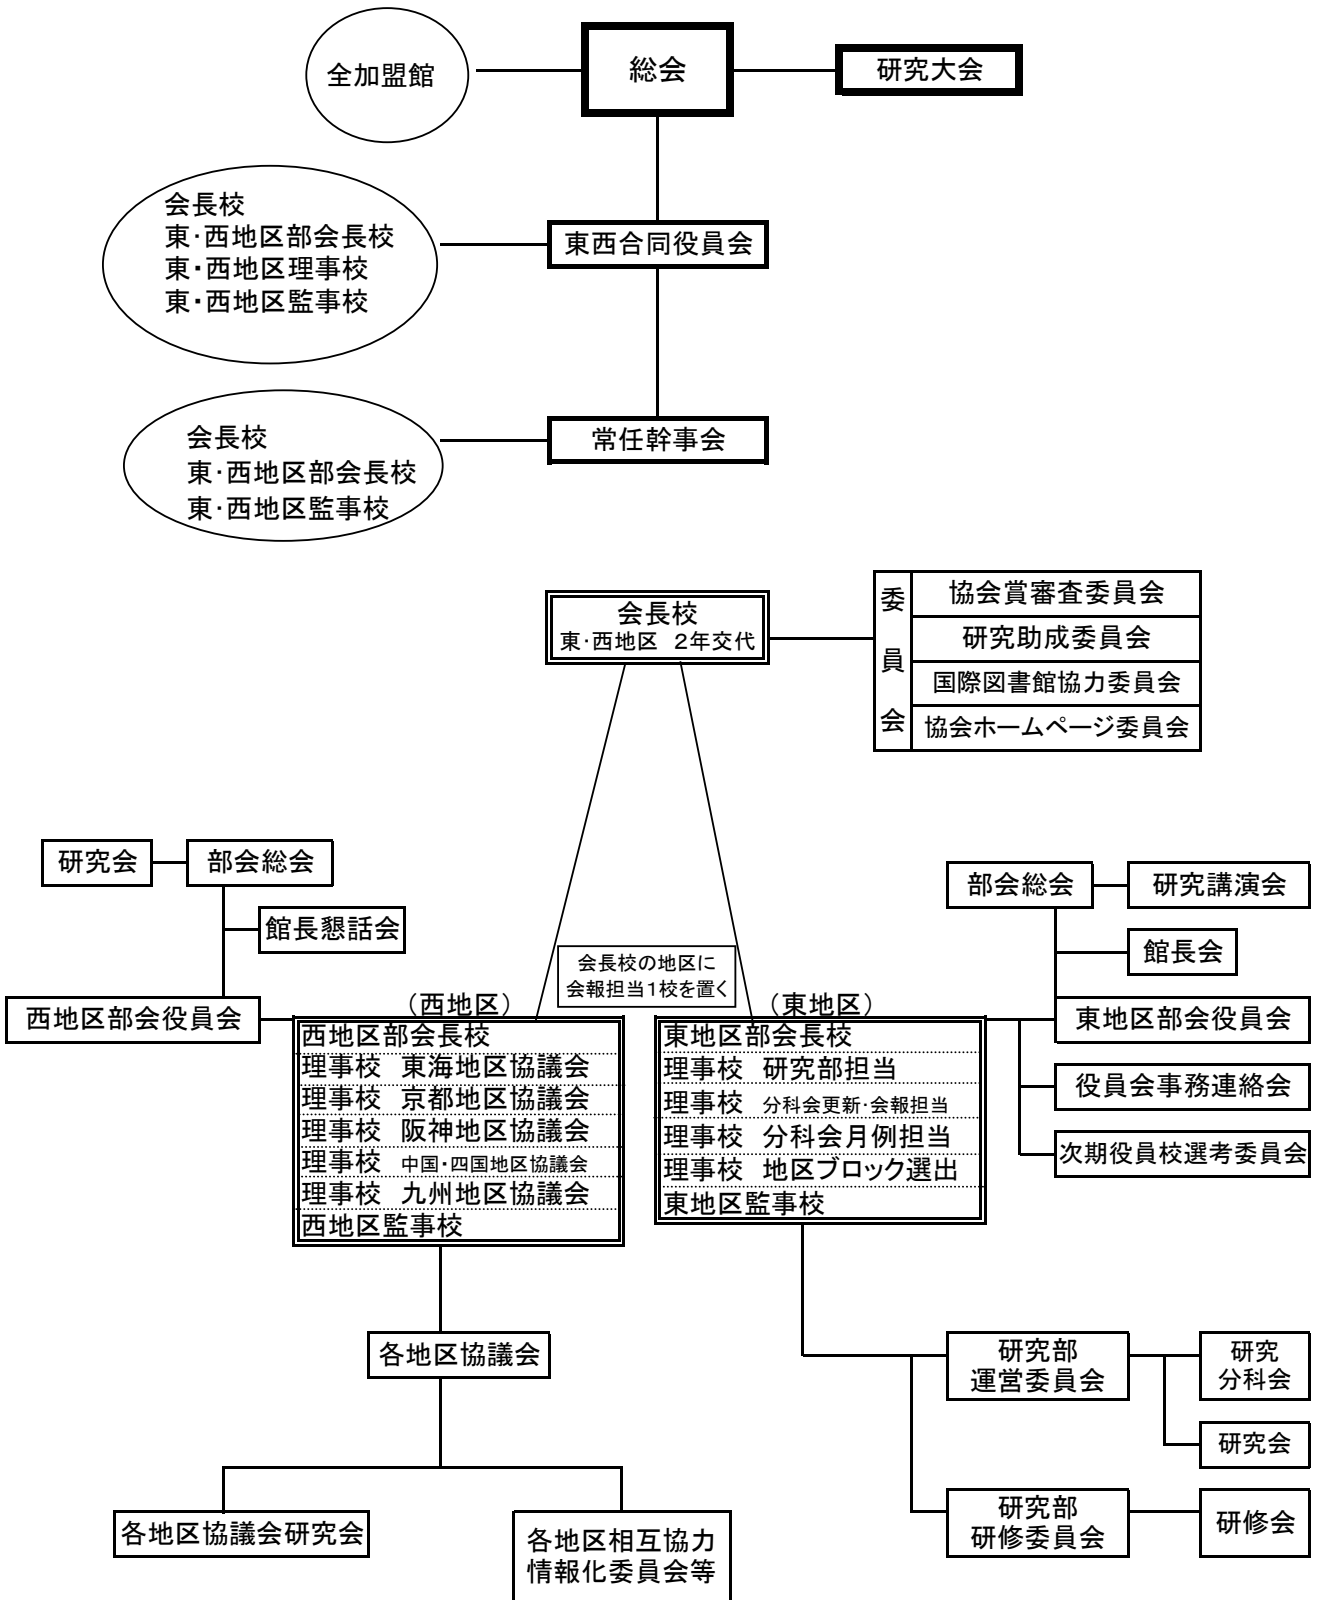 全加盟館
総会
研究大会
会長校
東・西地区部会長校
東・西地区理事校
東・西地区監事校
東西合同役員会
会長校
東・西地区部会長校
東・西地区監事校
常任幹事会
会長校
東・西地区 2年交代
委員会
協会賞審査委員会
研究助成委員会
国際図書館協力委員会
協会ホームページ委員会
研究会
部会総会
館長懇話会
西地区部会役員会
会長校の地区に
会報担当1校を置く
（西地区）
西地区部会長校
理事校 東海地区協議会
理事校 京都地区協議会
理事校 阪神地区協議会
理事校 中国・四国地区協議会
理事校 九州地区協議会
西地区監事校
（東地区）
東地区部会長校
理事校 研究部担当
理事校 分科会更新・会報担当
理事校 分科会月例担当
理事校 地区ブロック選出
東地区監事校
部会総会
研究講演会
館長会
東地区部会役員会
役員会事務連絡会
次期役員校選考委員会
各地区協議会
各地区協議会研究会
各地区相互協力
情報化委員会等
研究部
運営委員会
研究
分科会
研究会
研究部
研修委員会
研修会